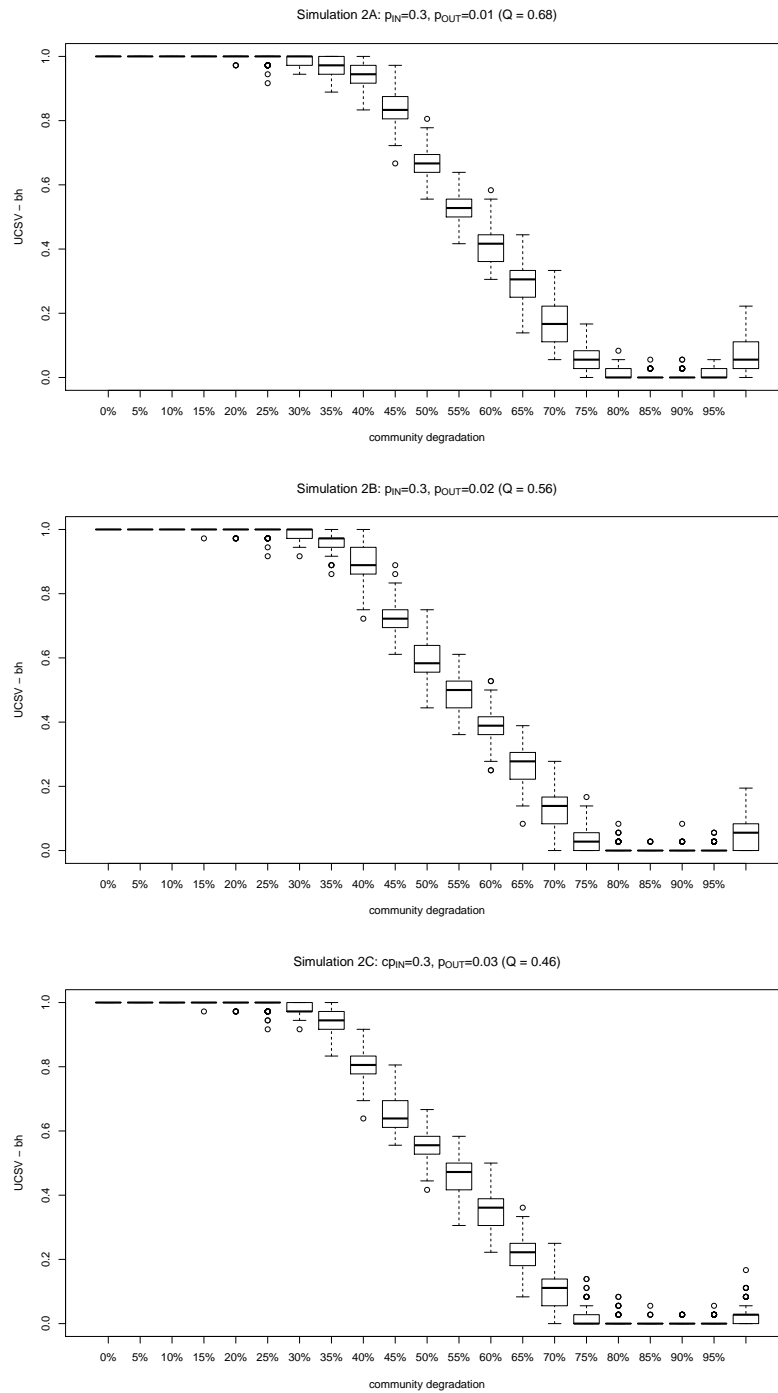 Simulation 2A: pIN=0.3, pOUT=0.01 (Q = 0.68)
1.0
0.8
0.6
0.4
0.2
0.0
UCSV − bh
0% 5% 10% 15% 20% 25% 30% 35% 40% 45% 50% 55% 60% 65% 70% 75% 80% 85% 90% 95%
community degradation
Simulation 2B: pIN=0.3, pOUT=0.02 (Q = 0.56)
1.0
0.8
0.6
0.4
0.2
0.0
UCSV − bh
0% 5% 10% 15% 20% 25% 30% 35% 40% 45% 50% 55% 60% 65% 70% 75% 80% 85% 90% 95%
community degradation
Simulation 2C: cpIN=0.3, pOUT=0.03 (Q = 0.46)
1.0
0.8
0.6
0.4
0.2
0.0
UCSV − bh
0% 5% 10% 15% 20% 25% 30% 35% 40% 45% 50% 55% 60% 65% 70% 75% 80% 85% 90% 95%
community degradation